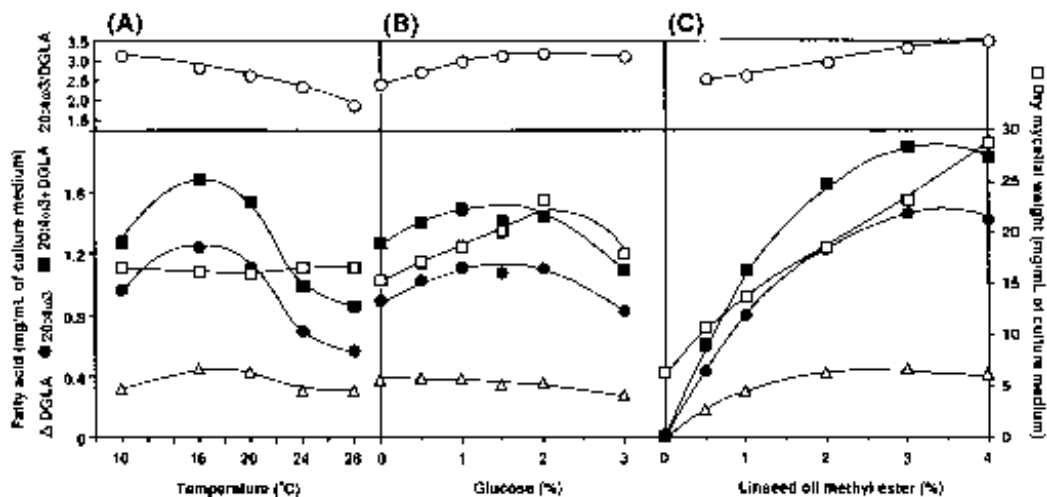 (A)
(B)
(C)
20:4ω3/DGLA
3.5
3.0
2.5
2.0
1.5
Fatty acid (mg/mL of culture medium)
△ DGLA ● 20:4ω3 ■ 20:4ω3+DGLA
1.6
1.2
0.8
0.4
0
□ Dry mycelial weight (mg/mL of culture medium)
30
25
20
15
10
5
0
10 16 20 24 28
0 1 2 3
0 1 2 3 4
Temperature (°C)
Glucose (%)
Linseed oil methyl ester (%)